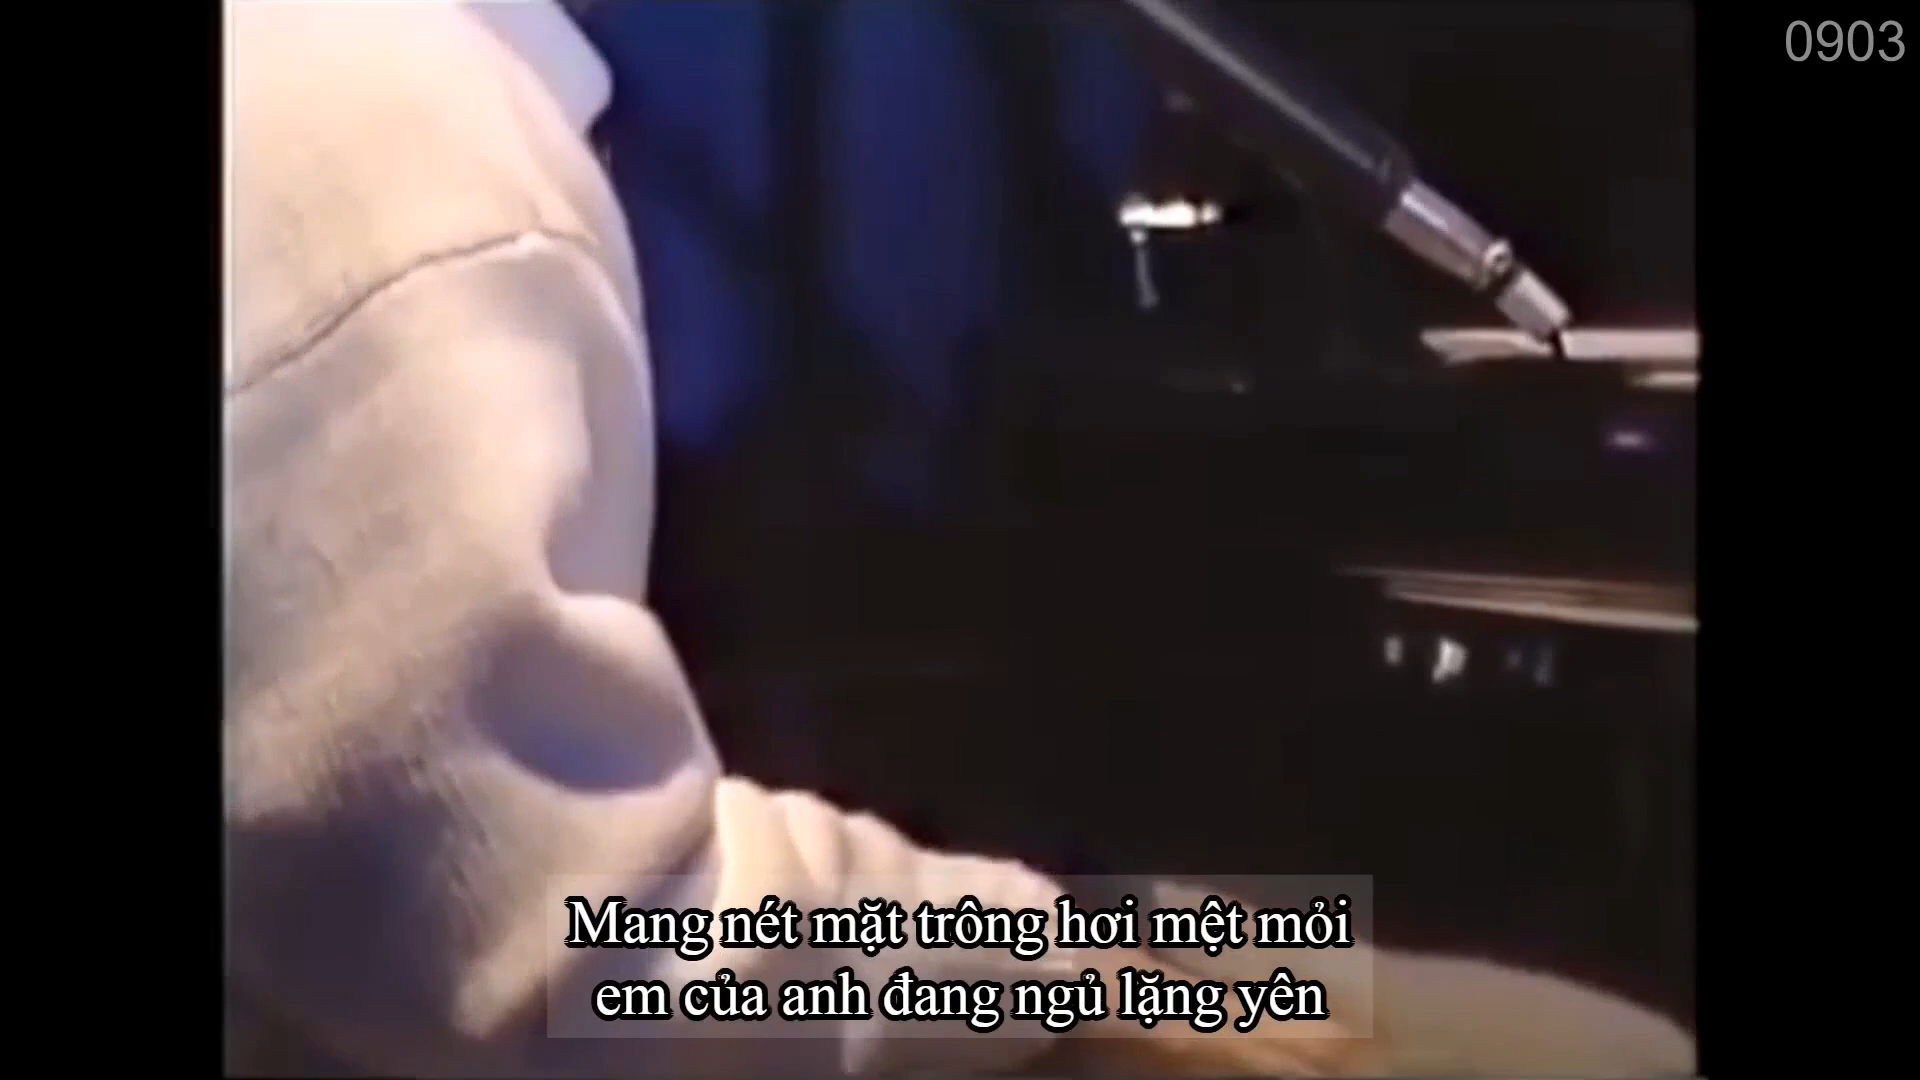 0903
Mang nét mặt trông hơi mệt mỏi
em của anh đang ngủ lặng yên